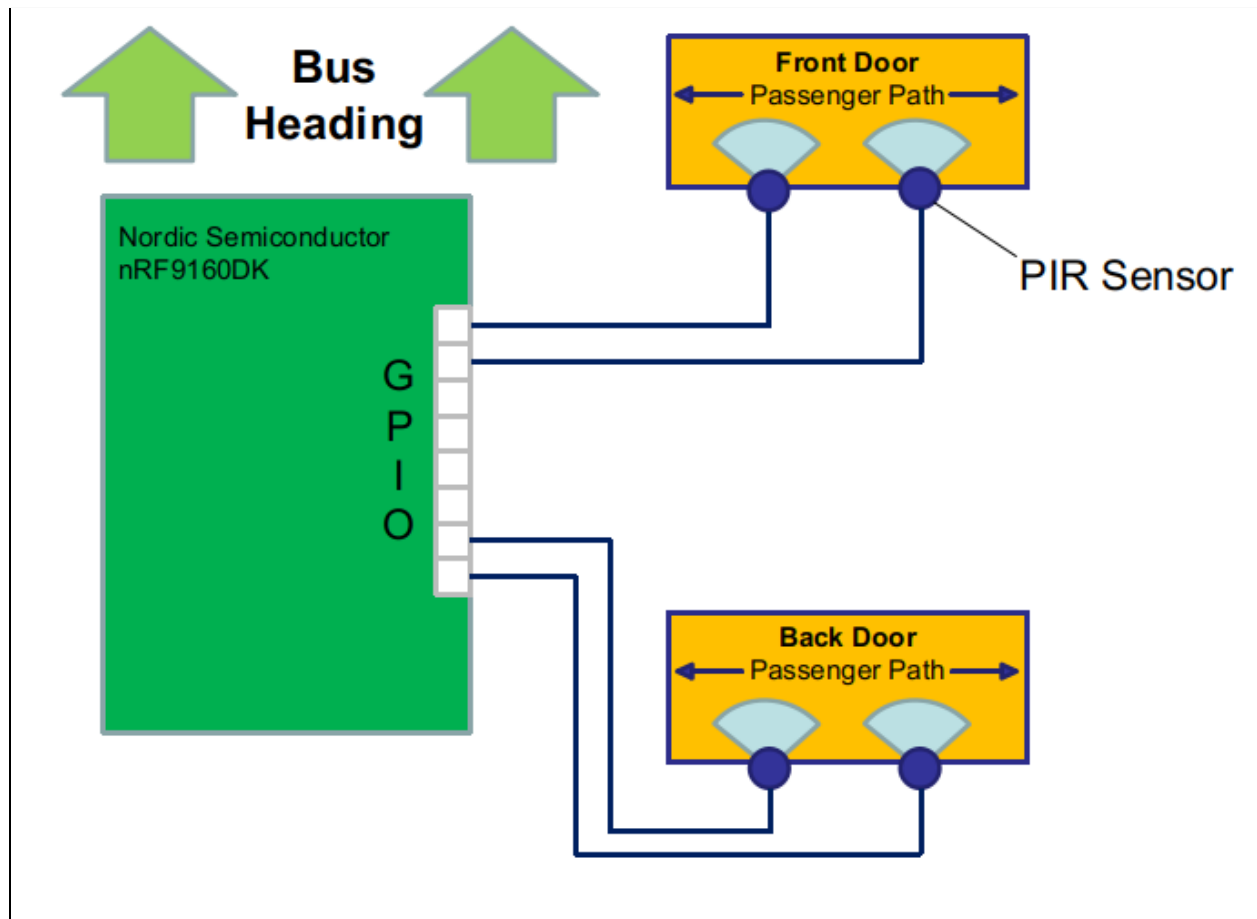 Bus
Heading
Front Door
Passenger Path
Nordic Semiconductor
nRF9160DK
PIR Sensor
G
P
I
O
Back Door
Passenger Path